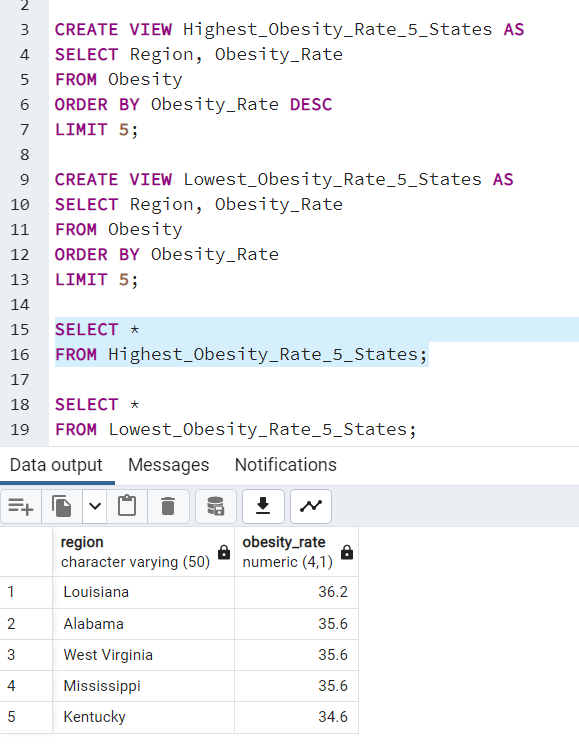 2
3 CREATE VIEW Highest_Obesity_Rate_5_States AS
4 SELECT Region, Obesity_Rate
5 FROM Obesity
6 ORDER BY Obesity_Rate DESC
7 LIMIT 5;
8
9 CREATE VIEW Lowest_Obesity_Rate_5_States AS
10 SELECT Region, Obesity_Rate
11 FROM Obesity
12 ORDER BY Obesity_Rate
13 LIMIT 5;
14
15 SELECT *
16 FROM Highest_Obesity_Rate_5_States;
17
18 SELECT *
19 FROM Lowest_Obesity_Rate_5_States;
Data output Messages Notifications
region obesity_rate
character varying (50) numeric (4,1)
1 Louisiana 36.2
2 Alabama 35.6
3 West Virginia 35.6
4 Mississippi 35.6
5 Kentucky 34.6